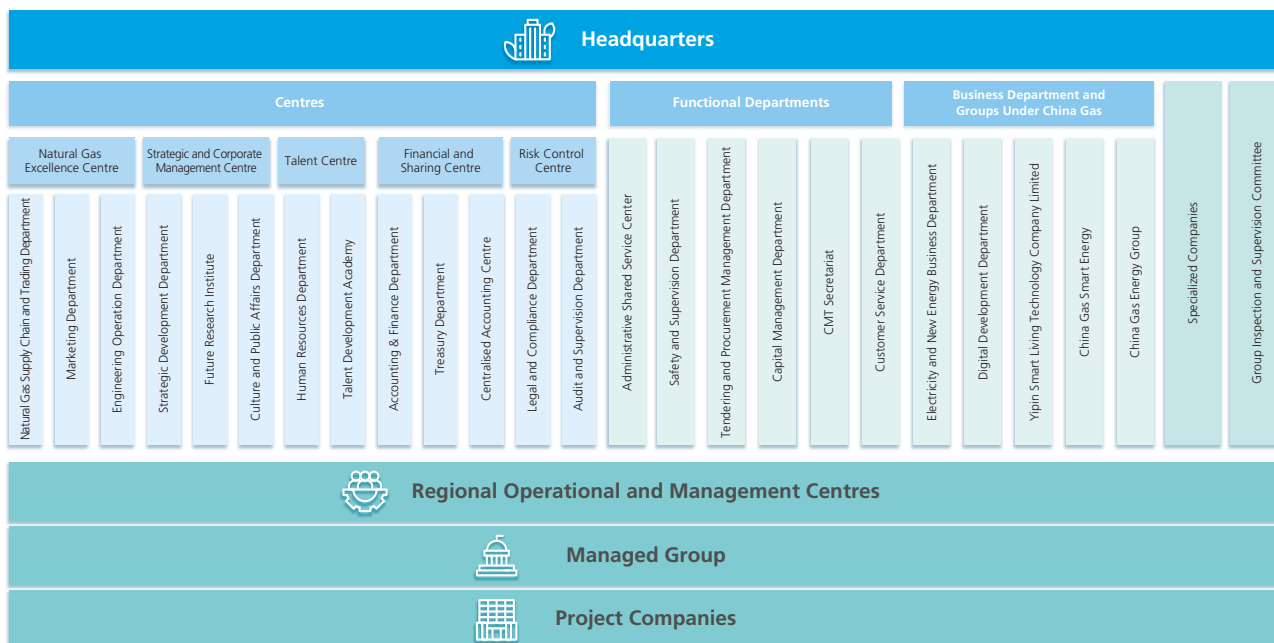 Headquarters
Centres
Functional Departments
Business Department and
Groups Under China Gas
Natural Gas
Excellence Centre
Strategic and Corporate
Management Centre
Talent Centre
Financial and
Sharing Centre
Risk Control
Centre
Natural Gas Supply Chain and Trading Department
Marketing Department
Engineering Operation Department
Strategic Development Department
Future Research Institute
Culture and Public Affairs Department
Human Resources Department
Talent Development Academy
Accounting & Finance Department
Treasury Department
Centralised Accounting Centre
Legal and Compliance Department
Audit and Supervision Department
Administrative Shared Service Center
Safety and Supervision Department
Tendering and Procurement Management Department
Capital Management Department
CMT Secretariat
Customer Service Department
Electricity and New Energy Business Department
Digital Development Department
Yipin Smart Living Technology Company Limited
China Gas Smart Energy
China Gas Energy Group
Specialized Companies
Group Inspection and Supervision Committee
Regional Operational and Management Centres
Managed Group
Project Companies